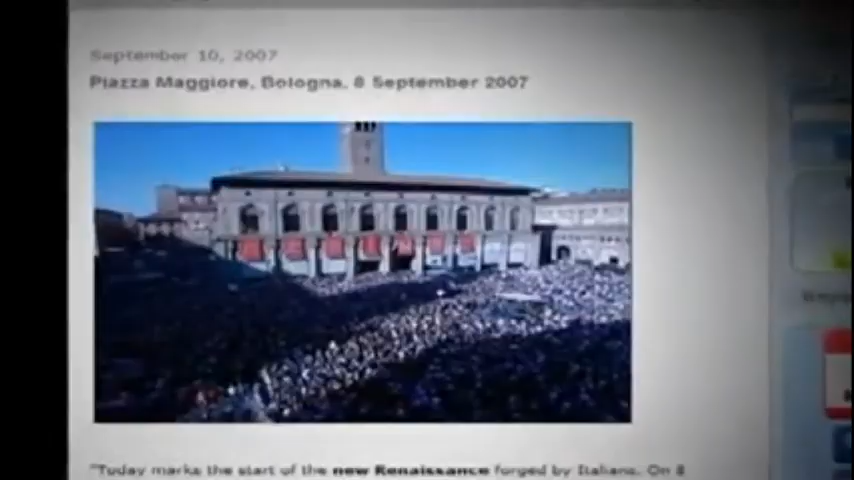 September 10, 2007
Piazza Maggiore, Bologna, 8 September 2007
"Today marks the start of the new Renaissance forged by Italians. On 8